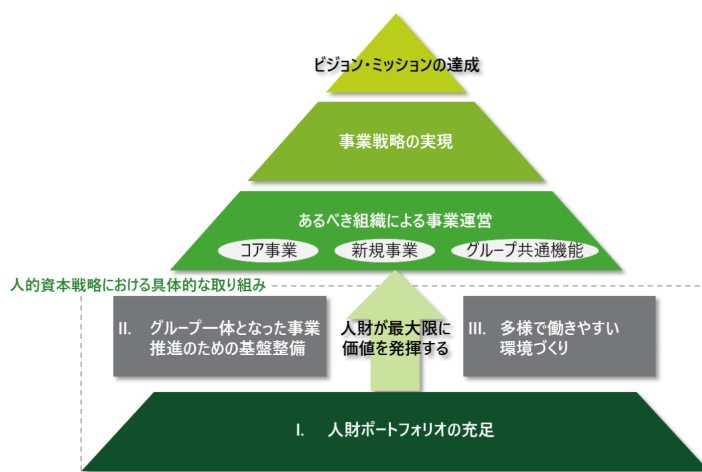 ビジョン・ミッションの達成
事業戦略の実現
あるべき組織による事業運営
コア事業
新規事業
グループ共通機能
人的資本戦略における具体的な取り組み
II. グループ一体となった事業
推進のための基盤整備
人財が最大限に
価値を発揮する
III. 多様で働きやすい
環境づくり
I. 人財ポートフォリオの充足